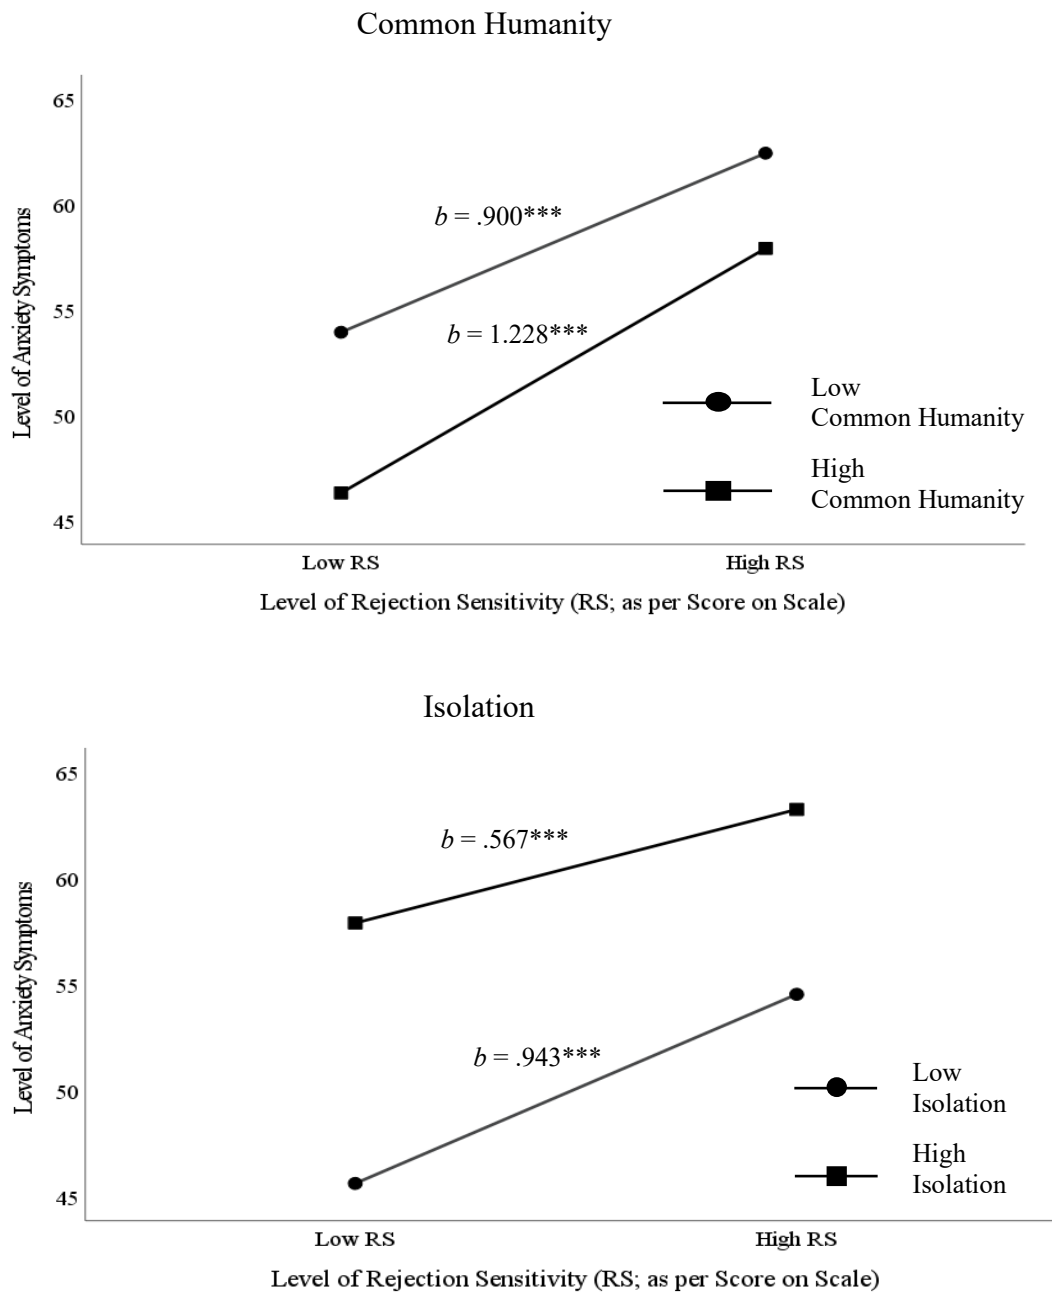 Common Humanity
65
60
55
50
45
Level of Anxiety Symptoms
b = .900***
b = 1.228***
Low
Common Humanity
High
Common Humanity
Low RS
High RS
Level of Rejection Sensitivity (RS; as per Score on Scale)
Isolation
65
60
55
50
45
Level of Anxiety Symptoms
b = .567***
b = .943***
Low
Isolation
High
Isolation
Low RS
High RS
Level of Rejection Sensitivity (RS; as per Score on Scale)